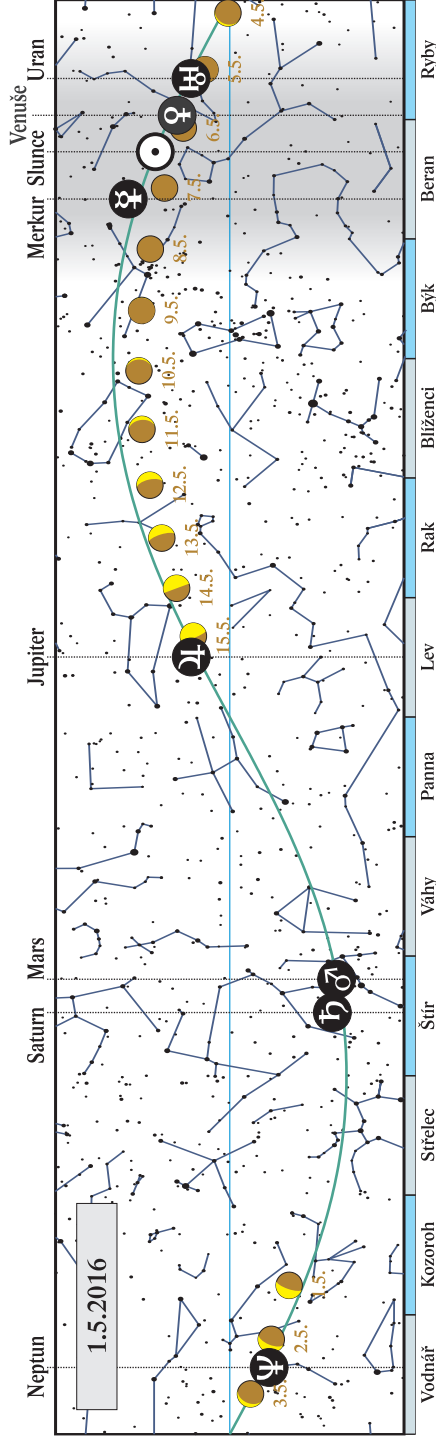 Neptun
Saturn
Mars
Jupiter
Merkur
Slunce
Venuše
Uran
1.5.2016
1.5.
2.5.
3.5.
4.5.
5.5.
6.5.
7.5.
8.5.
9.5.
10.5.
11.5.
12.5.
13.5.
14.5.
15.5.
Vodnář
Kozoroh
Střelec
Štír
Váhy
Panna
Lev
Rak
Blíženci
Býk
Beran
Ryby